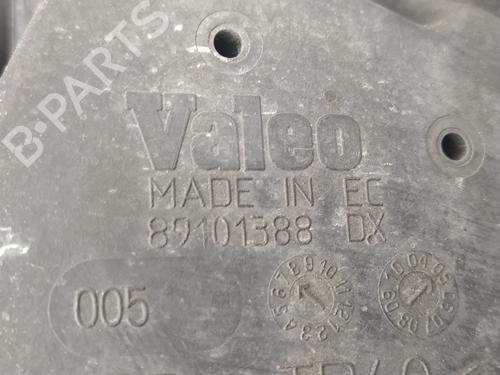 B-PARTS
Valeo
MADE IN EC
89101388 DX
005